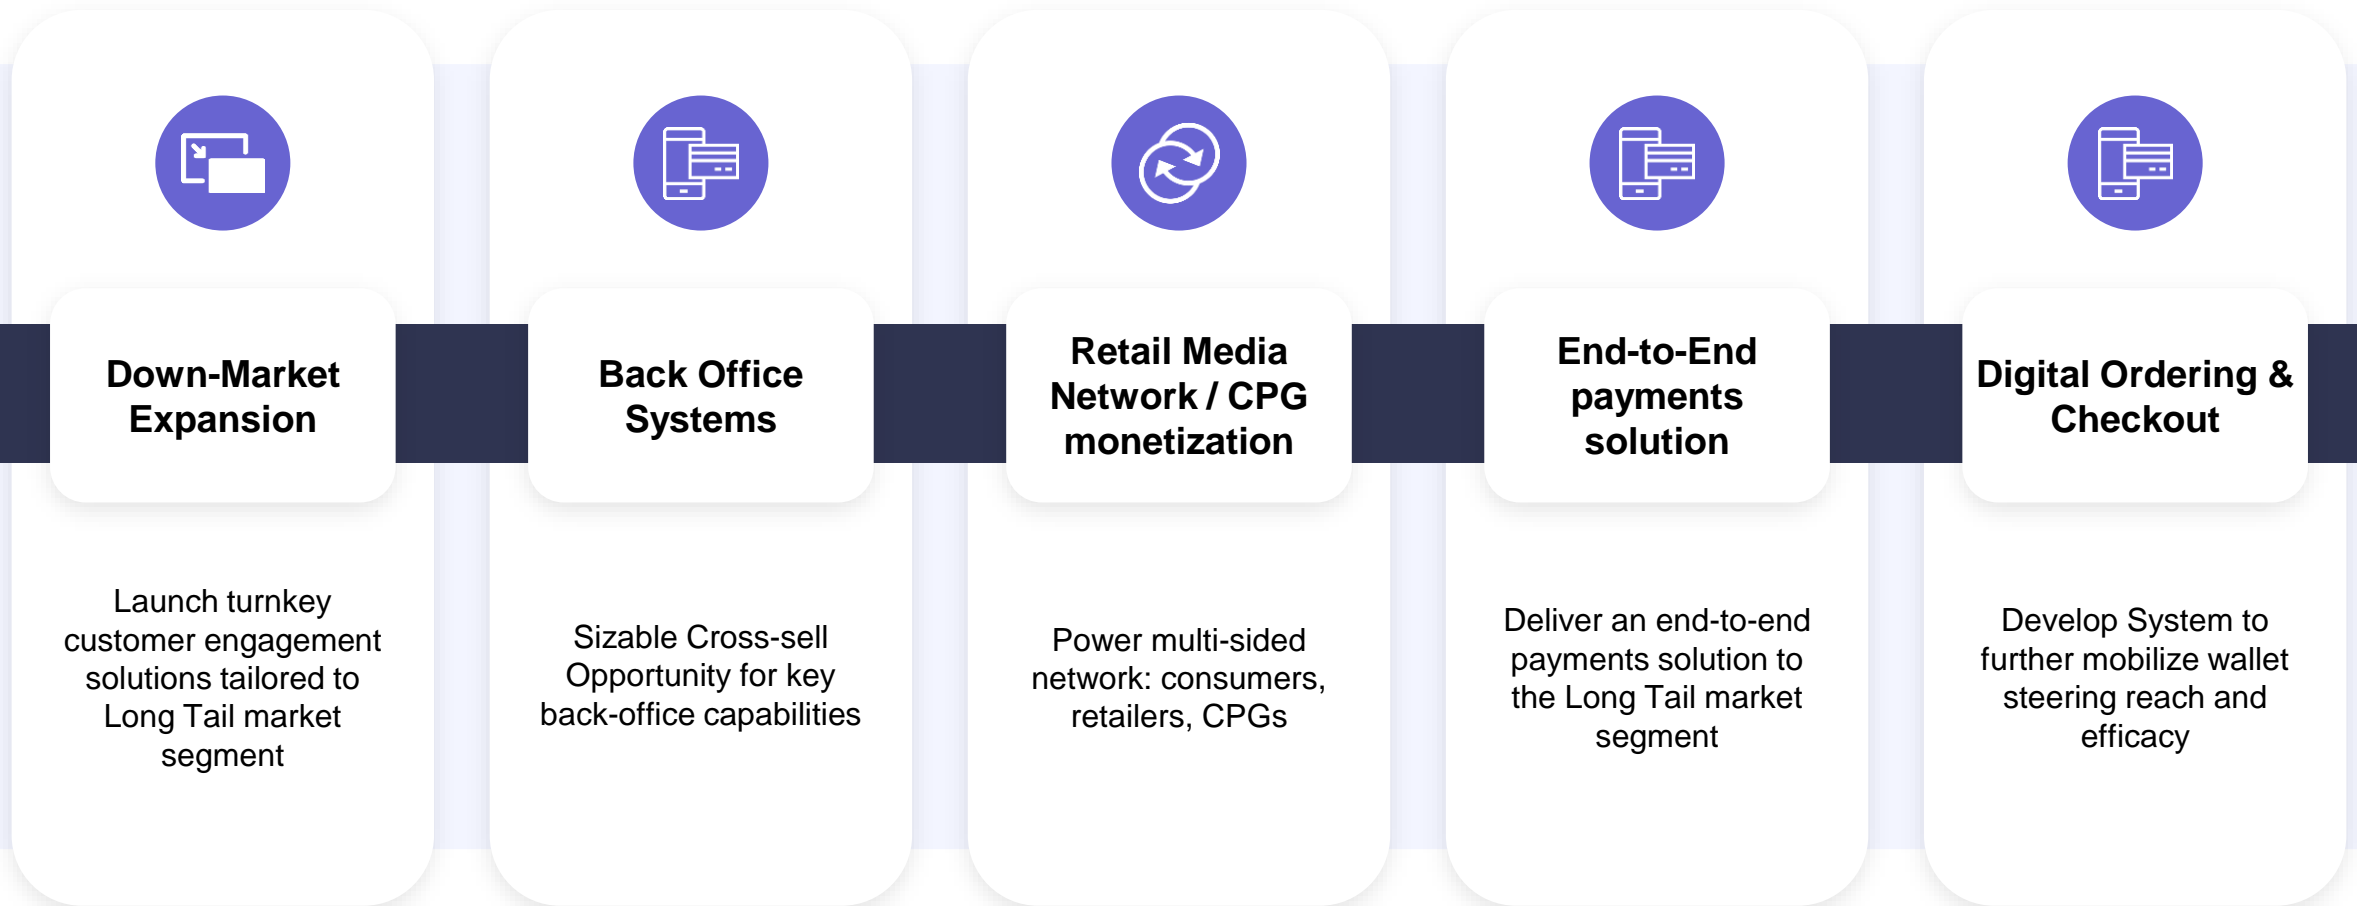 Down-Market
Expansion
Launch turnkey
customer engagement
solutions tailored to
Long Tail market
segment
Back Office
Systems
Sizable Cross-sell
Opportunity for key
back-office capabilities
Retail Media
Network / CPG
monetization
Power multi-sided
network: consumers,
retailers, CPGs
End-to-End
payments
solution
Deliver an end-to-end
payments solution to
the Long Tail market
segment
Digital Ordering &
Checkout
Develop System to
further mobilize wallet
steering reach and
efficacy